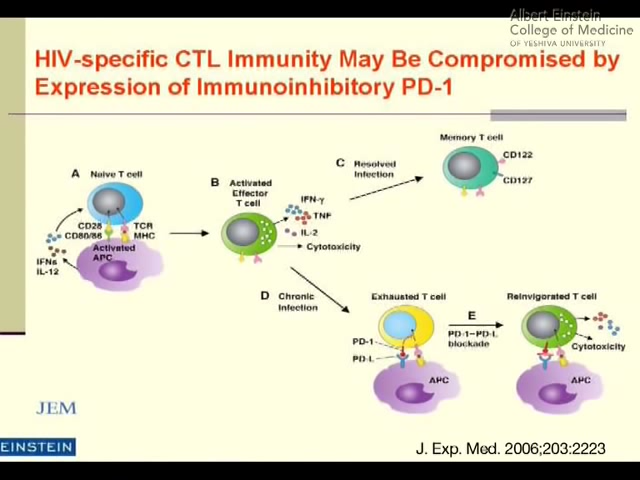 Albert Einstein
College of Medicine
OF YESHIVA UNIVERSITY
HIV-specific CTL Immunity May Be Compromised by
Expression of Immunoinhibitory PD-1
A Naïve T cell
CD28
CD80/86
TCR
MHC
Activated
APC
IFNs
IL-12
B Activated
Effector
T cell
IFN-γ
TNF
IL-2
Cytotoxicity
C Resolved
Infection
Memory T cell
CD122
CD127
D Chronic
Infection
Exhausted T cell
PD-1
PD-L
APC
E
PD-1–PD-L
blockade
Reinvigorated T cell
Cytotoxicity
APC
JEM
EINSTEIN
J. Exp. Med. 2006;203:2223